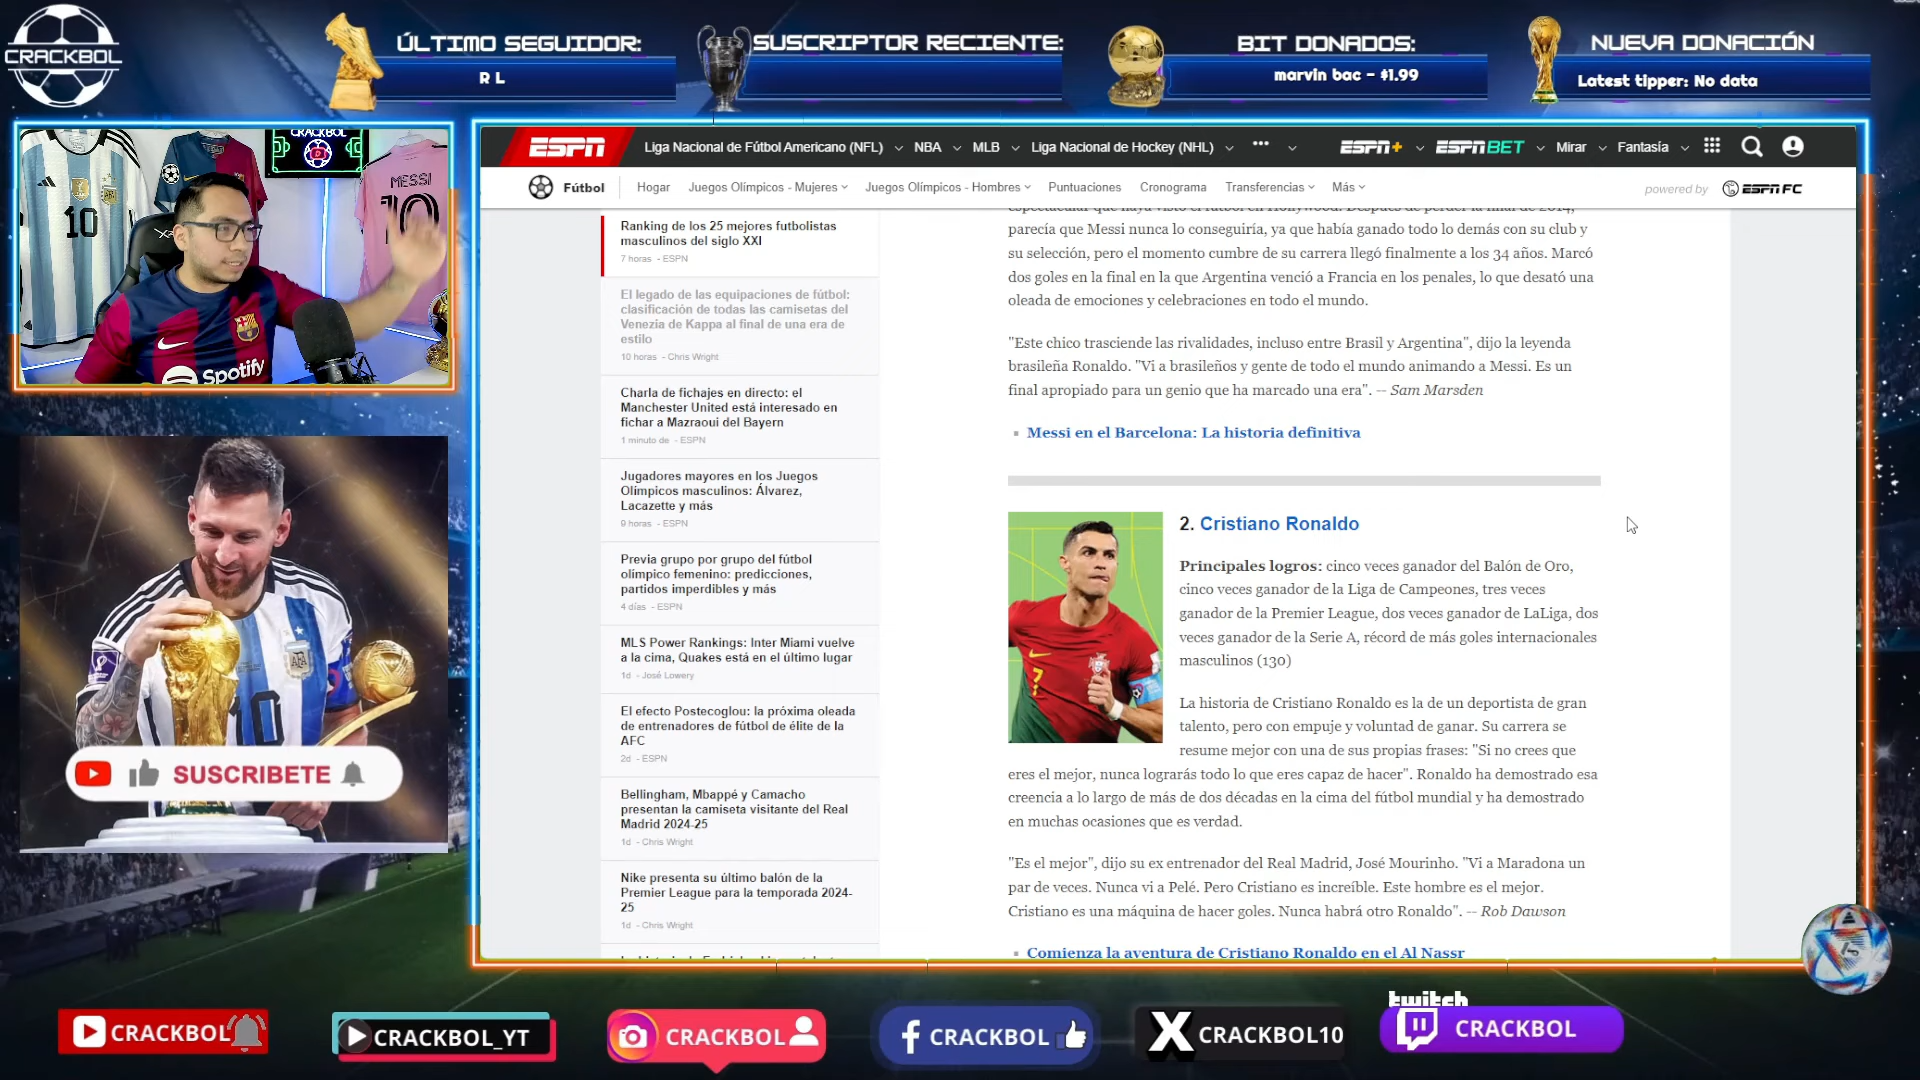 CRACKBOL
ÚLTIMO SEGUIDOR:
R L
SUSCRIPTOR RECIENTE:
BIT DONADOS:
marvin bac - $1.99
NUEVA DONACIÓN
Latest tipper: No data
CRACKBOL
MESSI
10
10
Spotify
ESPN
Liga Nacional de Fútbol Americano (NFL)
NBA
MLB
Liga Nacional de Hockey (NHL)
ESPN+
ESPN BET
Mirar
Fantasía
Fútbol
Hogar
Juegos Olímpicos - Mujeres
Juegos Olímpicos - Hombres
Puntuaciones
Cronograma
Transferencias
Más
powered by
ESPN FC
Ranking de los 25 mejores futbolistas
masculinos del siglo XXI
7 horas - ESPN
El legado de las equipaciones de fútbol:
clasificación de todas las camisetas del
Venezia de Kappa al final de una era de
estilo
10 horas - Chris Wright
Charla de fichajes en directo: el
Manchester United está interesado en
fichar a Mazraoui del Bayern
1 minuto de - ESPN
Jugadores mayores en los Juegos
Olímpicos masculinos: Álvarez,
Lacazette y más
9 horas - ESPN
Previa grupo por grupo del fútbol
olímpico femenino: predicciones,
partidos imperdibles y más
4 días - ESPN
MLS Power Rankings: Inter Miami vuelve
a la cima, Quakes está en el último lugar
1d - José Lowery
El efecto Postecoglou: la próxima oleada
de entrenadores de fútbol de élite de la
AFC
2d - ESPN
Bellingham, Mbappé y Camacho
presentan la camiseta visitante del Real
Madrid 2024-25
1d - Chris Wright
Nike presenta su último balón de la
Premier League para la temporada 2024-
25
1d - Chris Wright
espectacular que haya visto el fútbol en Hollywood. Después de perder la final de 2014,
parecía que Messi nunca lo conseguiría, ya que había ganado todo lo demás con su club y
su selección, pero el momento cumbre de su carrera llegó finalmente a los 34 años. Marcó
dos goles en la final en la que Argentina venció a Francia en los penales, lo que desató una
oleada de emociones y celebraciones en todo el mundo.
"Este chico trasciende las rivalidades, incluso entre Brasil y Argentina", dijo la leyenda
brasileña Ronaldo. "Vi a brasileños y gente de todo el mundo animando a Messi. Es un
final apropiado para un genio que ha marcado una era". -- Sam Marsden
Messi en el Barcelona: La historia definitiva
2. Cristiano Ronaldo
Principales logros: cinco veces ganador del Balón de Oro,
cinco veces ganador de la Liga de Campeones, tres veces
ganador de la Premier League, dos veces ganador de LaLiga, dos
veces ganador de la Serie A, récord de más goles internacionales
masculinos (130)
La historia de Cristiano Ronaldo es la de un deportista de gran
talento, pero con empuje y voluntad de ganar. Su carrera se
resume mejor con una de sus propias frases: "Si no crees que
eres el mejor, nunca lograrás todo lo que eres capaz de hacer". Ronaldo ha demostrado esa
creencia a lo largo de más de dos décadas en la cima del fútbol mundial y ha demostrado
en muchas ocasiones que es verdad.
"Es el mejor", dijo su ex entrenador del Real Madrid, José Mourinho. "Vi a Maradona un
par de veces. Nunca vi a Pelé. Pero Cristiano es increíble. Este hombre es el mejor.
Cristiano es una máquina de hacer goles. Nunca habrá otro Ronaldo". -- Rob Dawson
Comienza la aventura de Cristiano Ronaldo en el Al Nassr
7
AFA
10
SUSCRIBETE
CRACKBOL
CRACKBOL_YT
CRACKBOL
CRACKBOL
CRACKBOL10
twitch
CRACKBOL